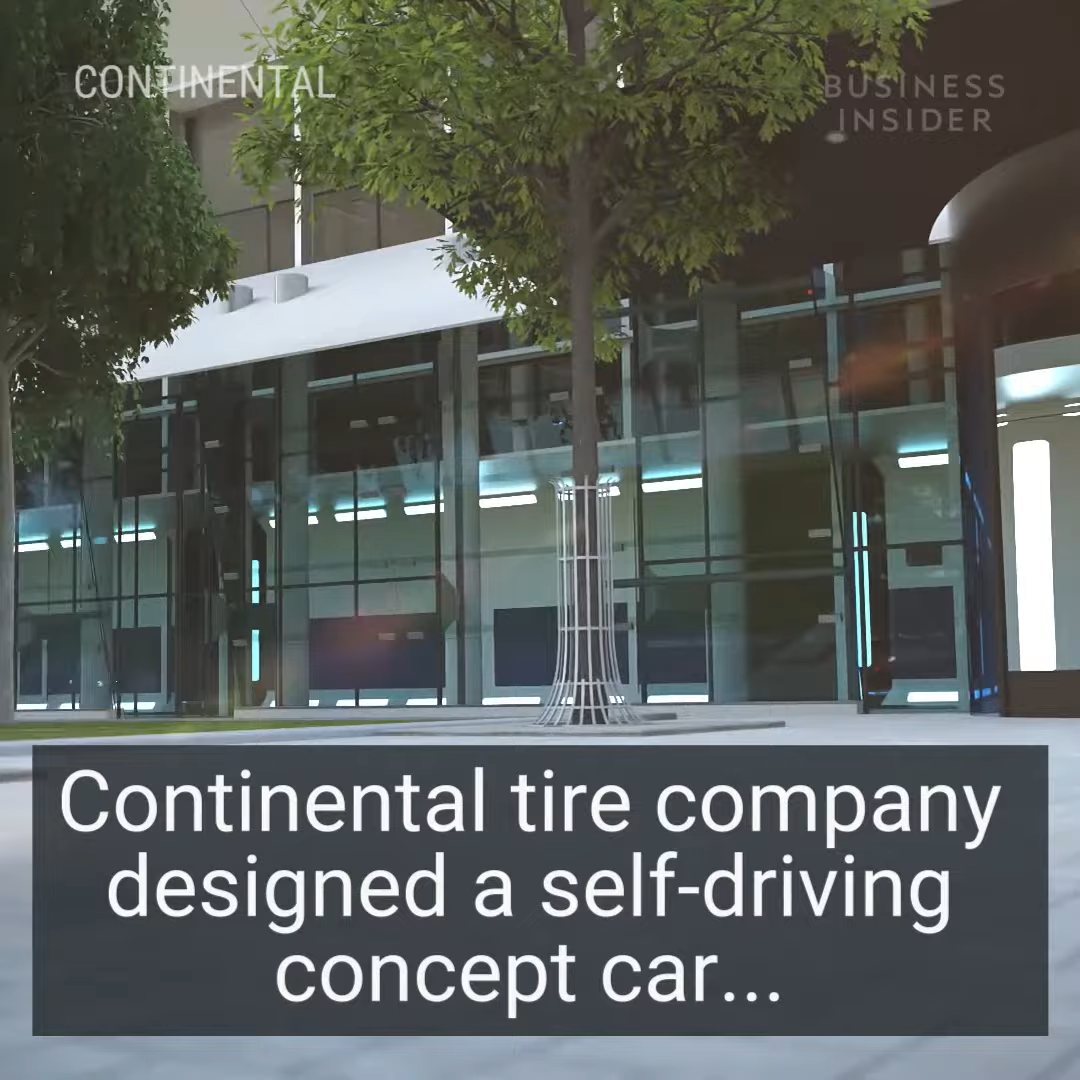 CONTINENTAL
BUSINESS
INSIDER
Continental tire company
designed a self-driving
concept car...